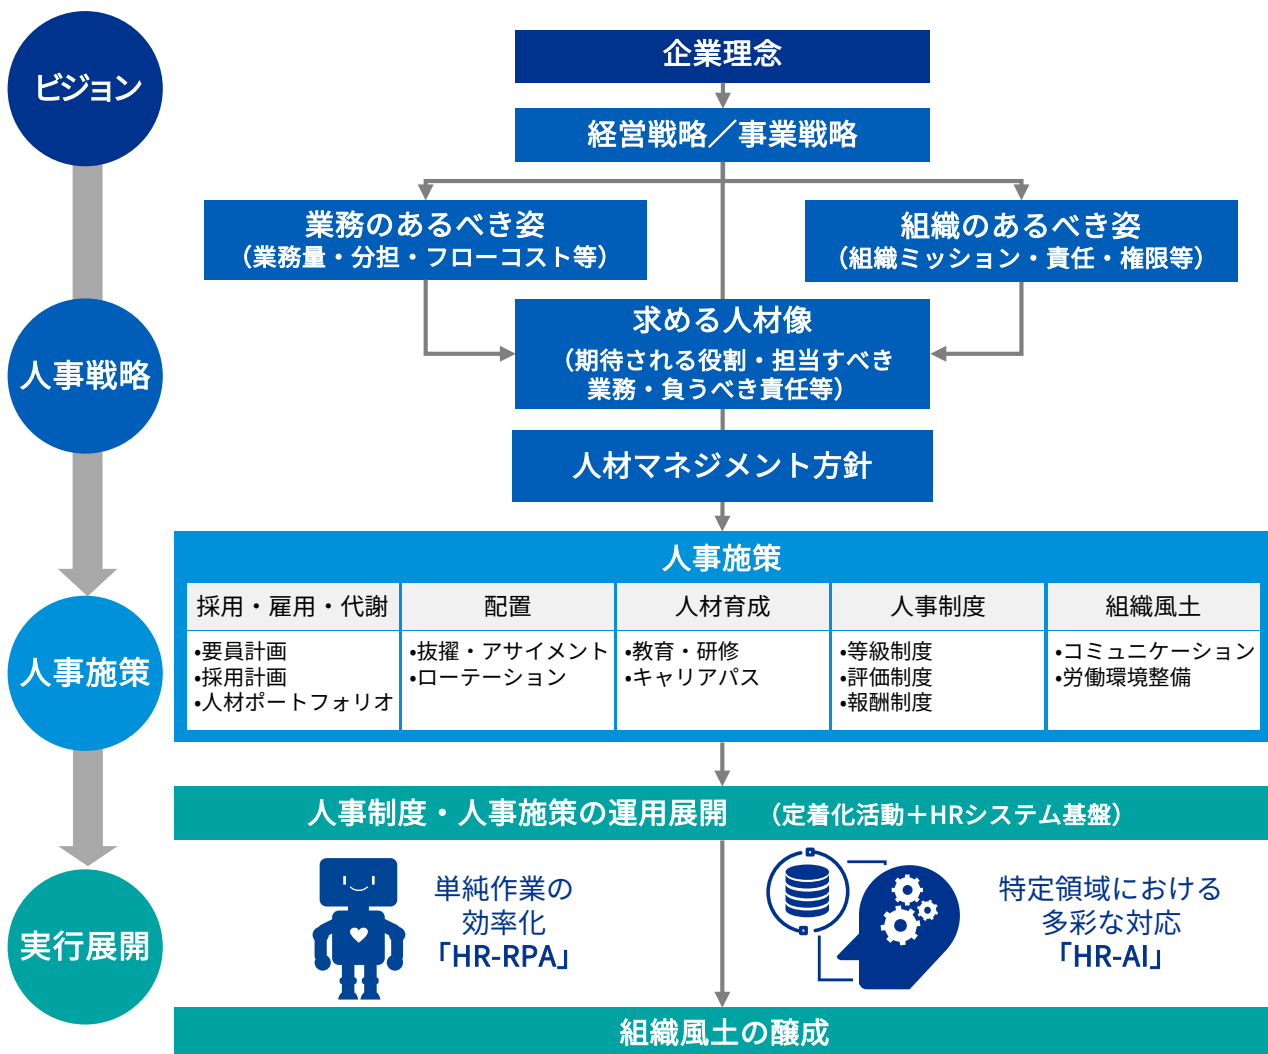 ビジョン
企業理念
経営戦略／事業戦略
業務のあるべき姿
（業務量・分担・フローコスト等）
組織のあるべき姿
（組織ミッション・責任・権限等）
人事戦略
求める人材像
（期待される役割・担当すべき
業務・負うべき責任等）
人材マネジメント方針
人事施策
人事施策
採用・雇用・代謝
•要員計画
•採用計画
•人材ポートフォリオ
配置
•抜擢・アサイメント
•ローテーション
人材育成
•教育・研修
•キャリアパス
人事制度
•等級制度
•評価制度
•報酬制度
組織風土
•コミュニケーション
•労働環境整備
実行展開
人事制度・人事施策の運用展開　（定着化活動＋HRシステム基盤）
単純作業の
効率化
「HR-RPA」
特定領域における
多彩な対応
「HR-AI」
組織風土の醸成